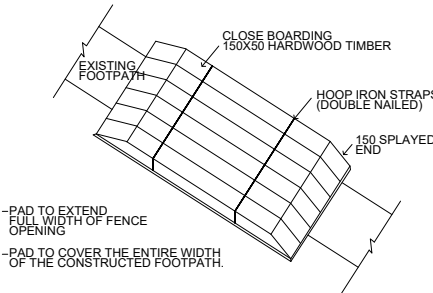 CLOSE BOARDING
150X50 HARDWOOD TIMBER
EXISTING
FOOTPATH
HOOP IRON STRAPS
(DOUBLE NAILED)
150 SPLAYED
END
-PAD TO EXTEND
FULL WIDTH OF FENCE
OPENING
-PAD TO COVER THE ENTIRE WIDTH
OF THE CONSTRUCTED FOOTPATH.